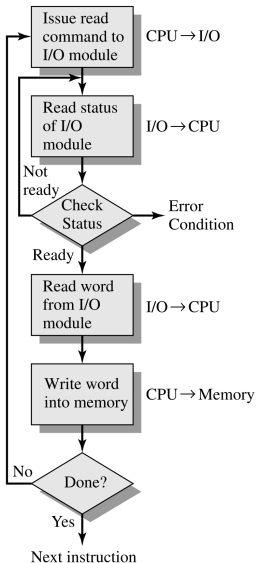 Issue read
command to
I/O module
CPU → I/O
Read status
of I/O
module
I/O → CPU
Not
ready
Check
Status
Error
Condition
Ready
Read word
from I/O
module
I/O → CPU
Write word
into memory
CPU → Memory
No
Done?
Yes
Next instruction